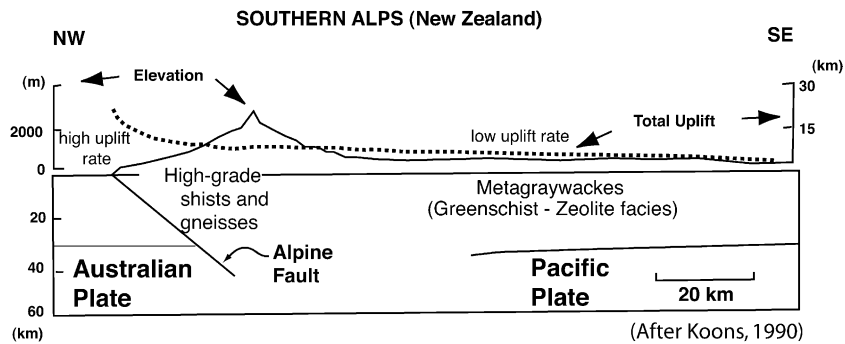 SOUTHERN ALPS (New Zealand)
NW
SE
(m)
Elevation
(km)
30
2000
high uplift
rate
low uplift rate
Total Uplift
15
0
High-grade
shists and
gneisses
Metagraywackes
(Greenschist - Zeolite facies)
20
Alpine
Fault
40
Australian
Plate
Pacific
Plate
20 km
60
(km)
(After Koons, 1990)